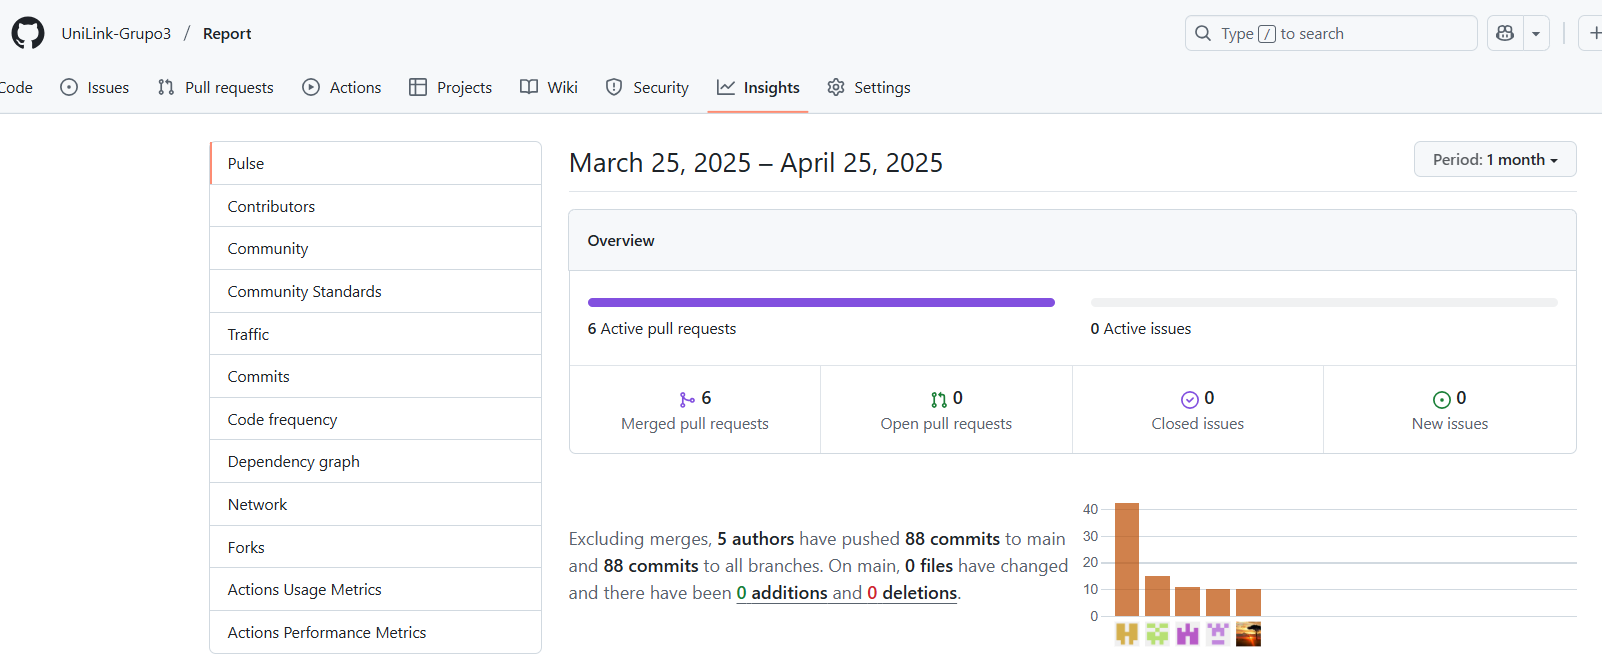 UniLink-Grupo3 / Report
Type / to search
Code
Issues
Pull requests
Actions
Projects
Wiki
Security
Insights
Settings
Pulse
Contributors
Community
Community Standards
Traffic
Commits
Code frequency
Dependency graph
Network
Forks
Actions Usage Metrics
Actions Performance Metrics
March 25, 2025 – April 25, 2025
Period: 1 month
Overview
6 Active pull requests
0 Active issues
6
Merged pull requests
0
Open pull requests
0
Closed issues
0
New issues
Excluding merges, 5 authors have pushed 88 commits to main
and 88 commits to all branches. On main, 0 files have changed
and there have been 0 additions and 0 deletions.
40
30
20
10
0